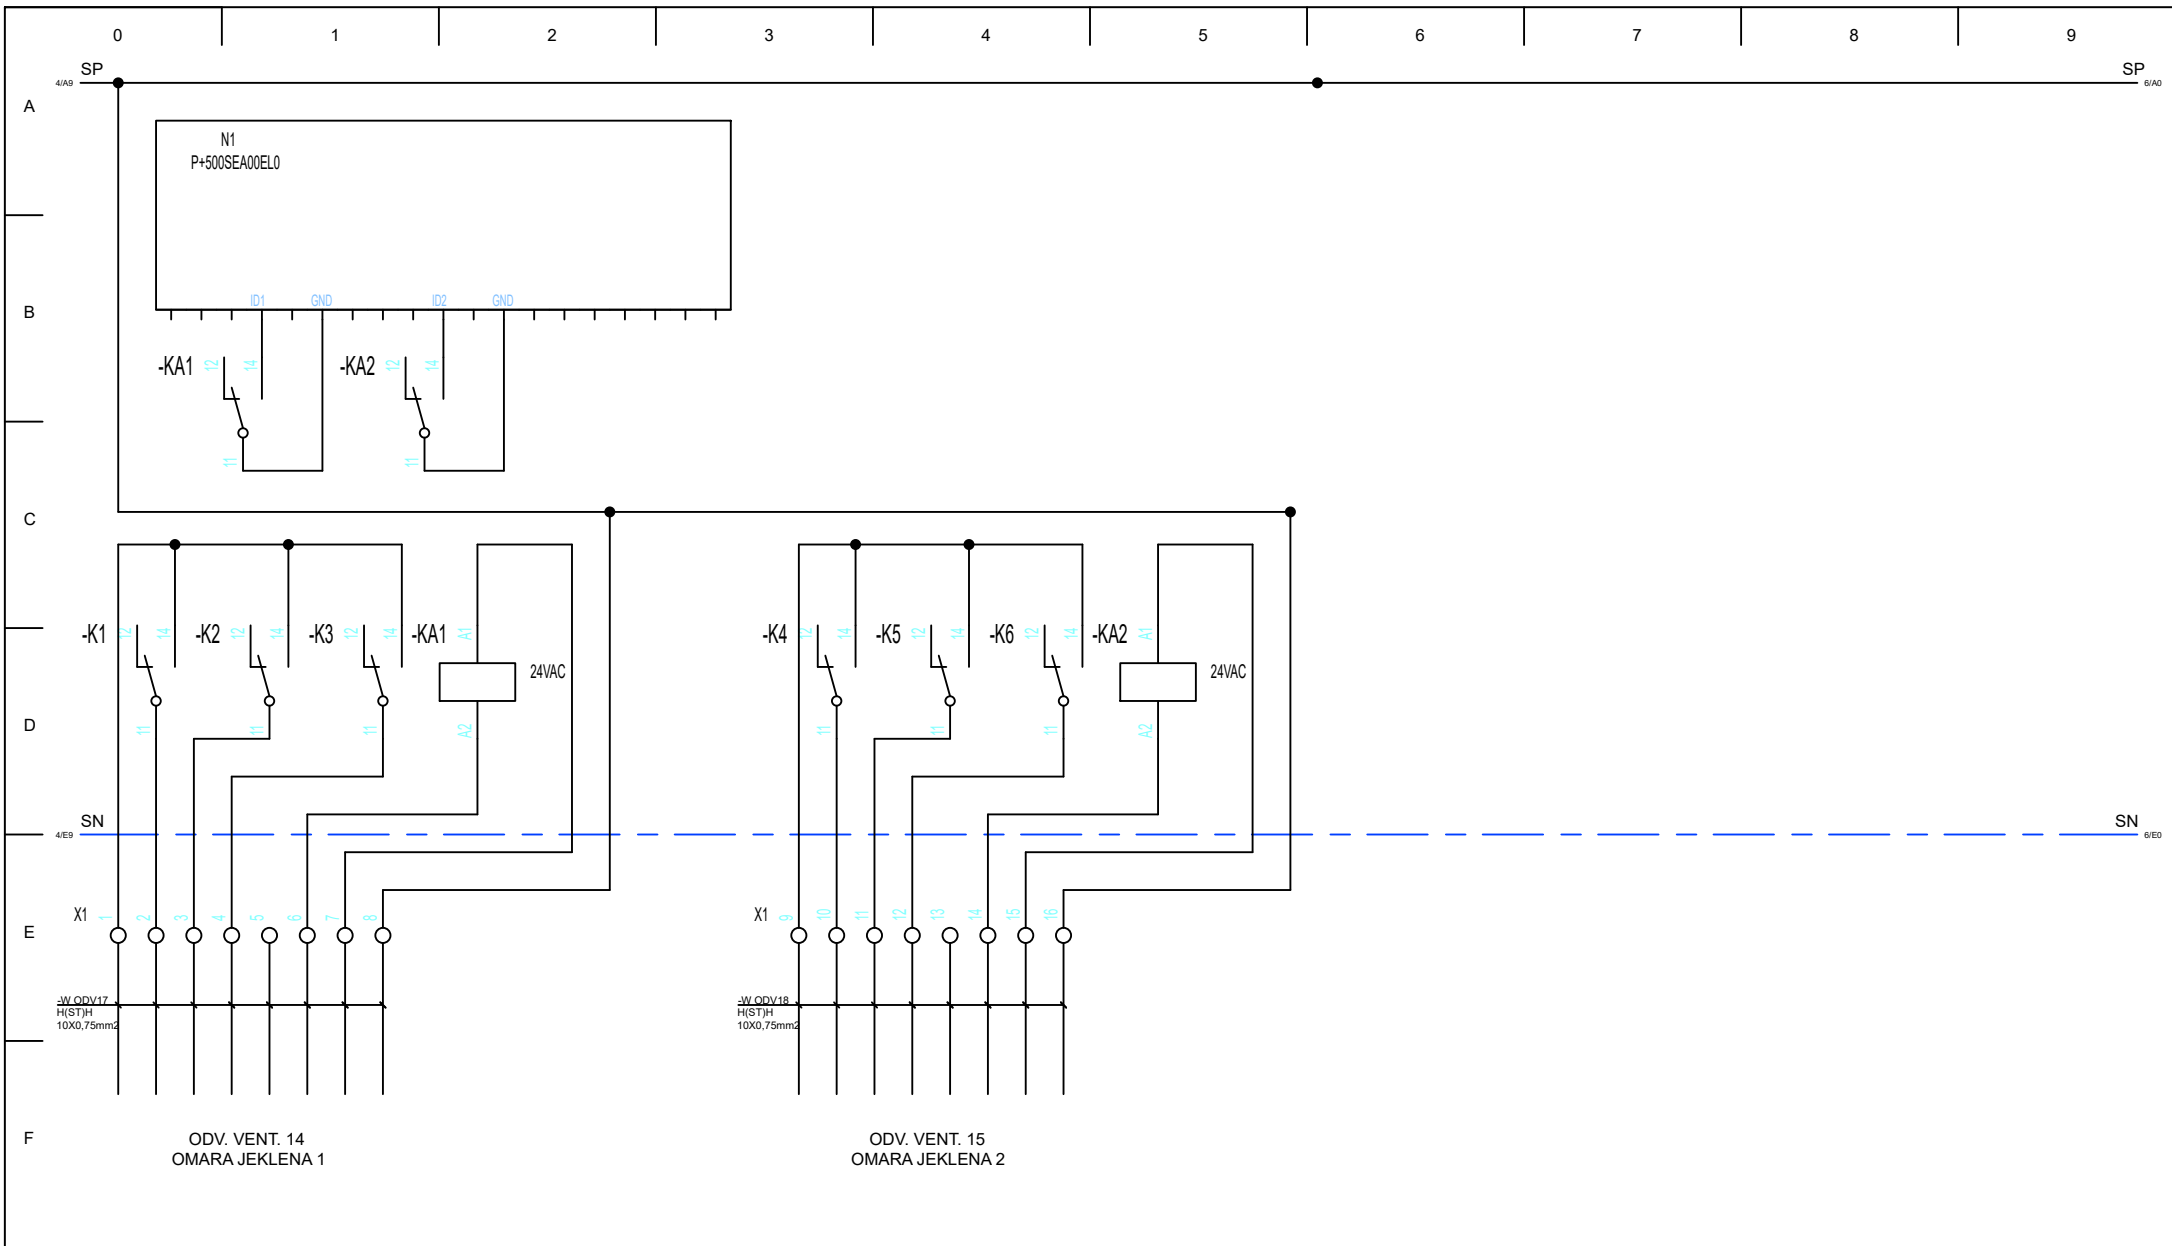 0 1 2 3 4 5 6 7 8 9
SP SP
4/A9 6/A0
A
N1
P+500SEA00EL0
B
ID1 GND ID2 GND
-KA1 12 14 -KA2 12 14
11 11
C
-K1 12 14 -K2 12 14 -K3 12 14 -KA1 A1 -K4 12 14 -K5 12 14 -K6 12 14 -KA2 A1
24VAC 24VAC
D
11 11 11 A2 11 11 11 A2
SN SN
4/E9 6/E0
X1 1 2 3 4 5 6 7 8 X1 9 10 11 12 13 14 15 16
E
-W ODV17 -W ODV18
H(ST)H H(ST)H
10X0,75mm2 10X0,75mm2
F
ODV. VENT. 14 ODV. VENT. 15
OMARA JEKLENA 1 OMARA JEKLENA 2